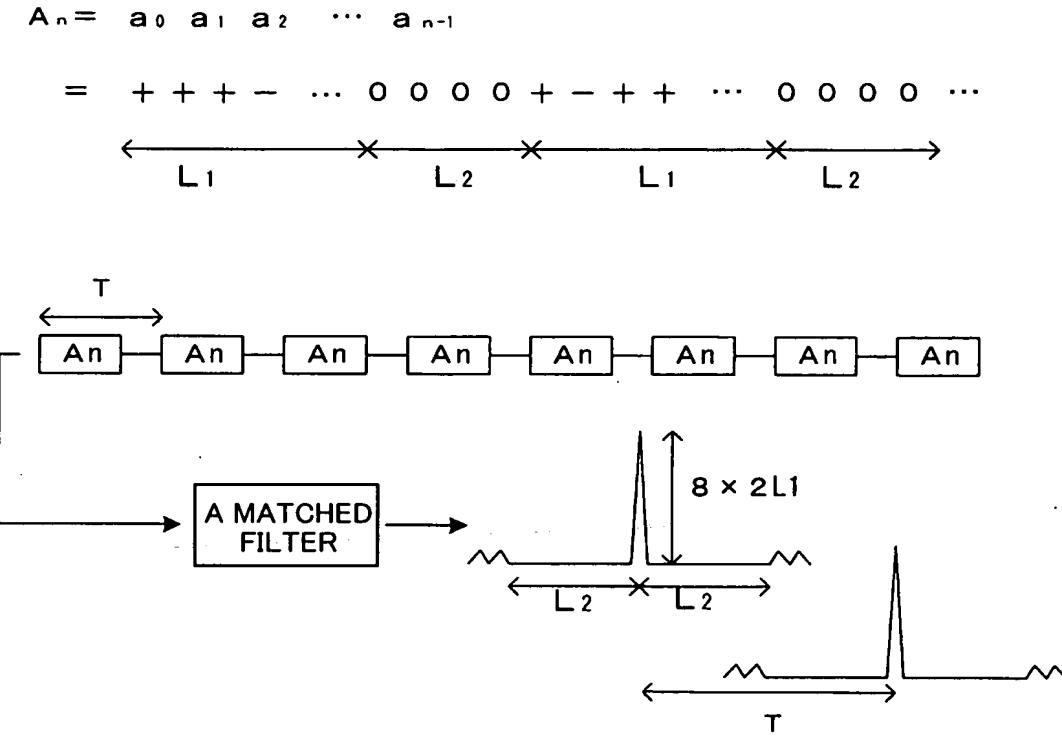 An= a0 a1 a2 ... an-1
= + + + - ... 0 0 0 0 + - + + ... 0 0 0 0 ...
L1 L2 L1 L2
T
An An An An An An An An
8 × 2L1
A MATCHED
FILTER
L2 L2
T